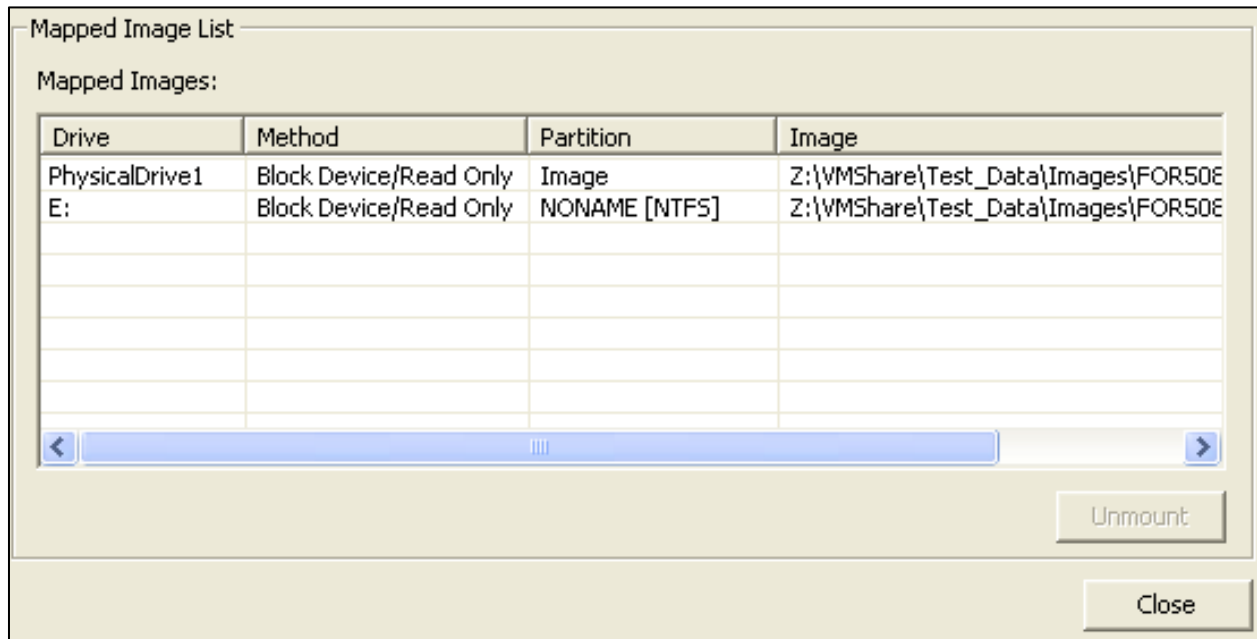 Mapped Image List
Mapped Images:
Drive Method Partition Image
PhysicalDrive1 Block Device/Read Only Image Z:\VMShare\Test_Data\Images\FOR508
E: Block Device/Read Only NONAME [NTFS] Z:\VMShare\Test_Data\Images\FOR508
Unmount
Close